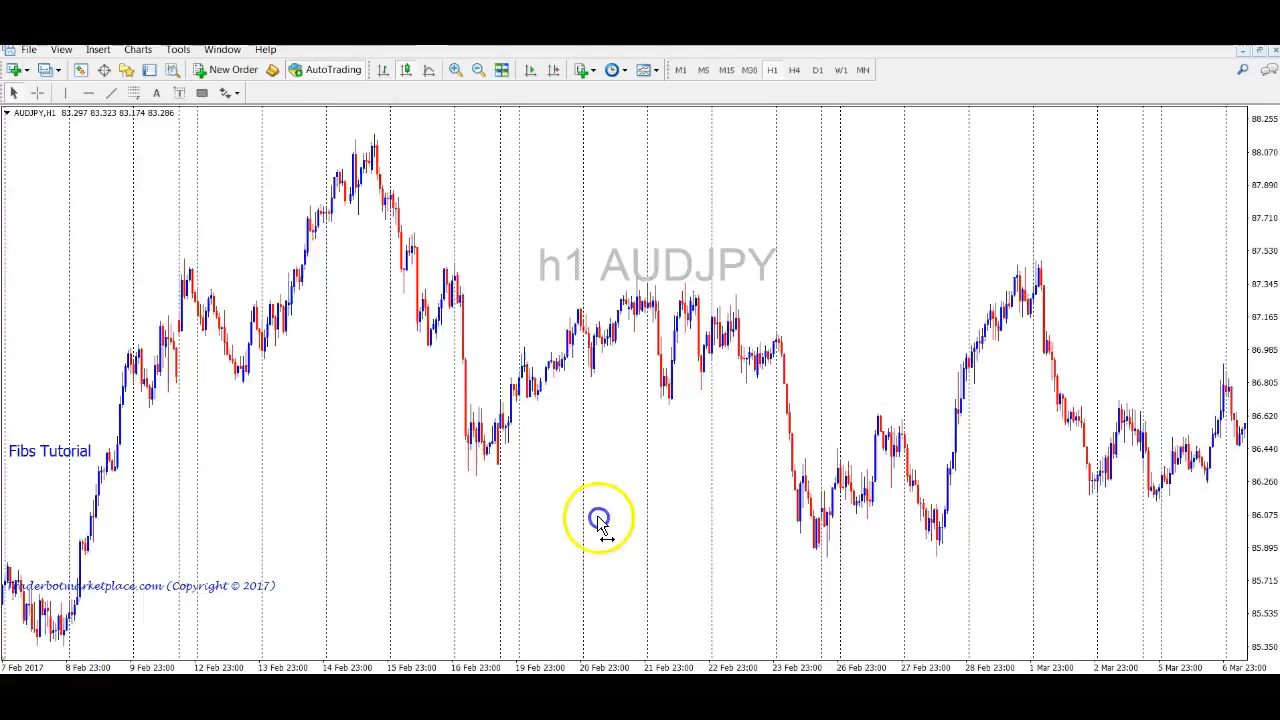 File View Insert Charts Tools Window Help
New Order AutoTrading M1 M5 M15 M30 H1 H4 D1 W1 MN
A T
AUDJPY,H1 83.297 83.323 83.174 83.286
88.255
88.070
87.890
87.710
h1 AUDJPY
87.530
87.345
87.165
86.985
86.805
86.620
Fibs Tutorial
86.440
86.260
86.075
85.895
traderbotmarketplace.com (Copyright © 2017)
85.715
85.535
85.350
7 Feb 2017 8 Feb 23:00 9 Feb 23:00 12 Feb 23:00 13 Feb 23:00 14 Feb 23:00 15 Feb 23:00 16 Feb 23:00 19 Feb 23:00 20 Feb 23:00 21 Feb 23:00 22 Feb 23:00 23 Feb 23:00 26 Feb 23:00 27 Feb 23:00 28 Feb 23:00 1 Mar 23:00 2 Mar 23:00 5 Mar 23:00 6 Mar 23:00